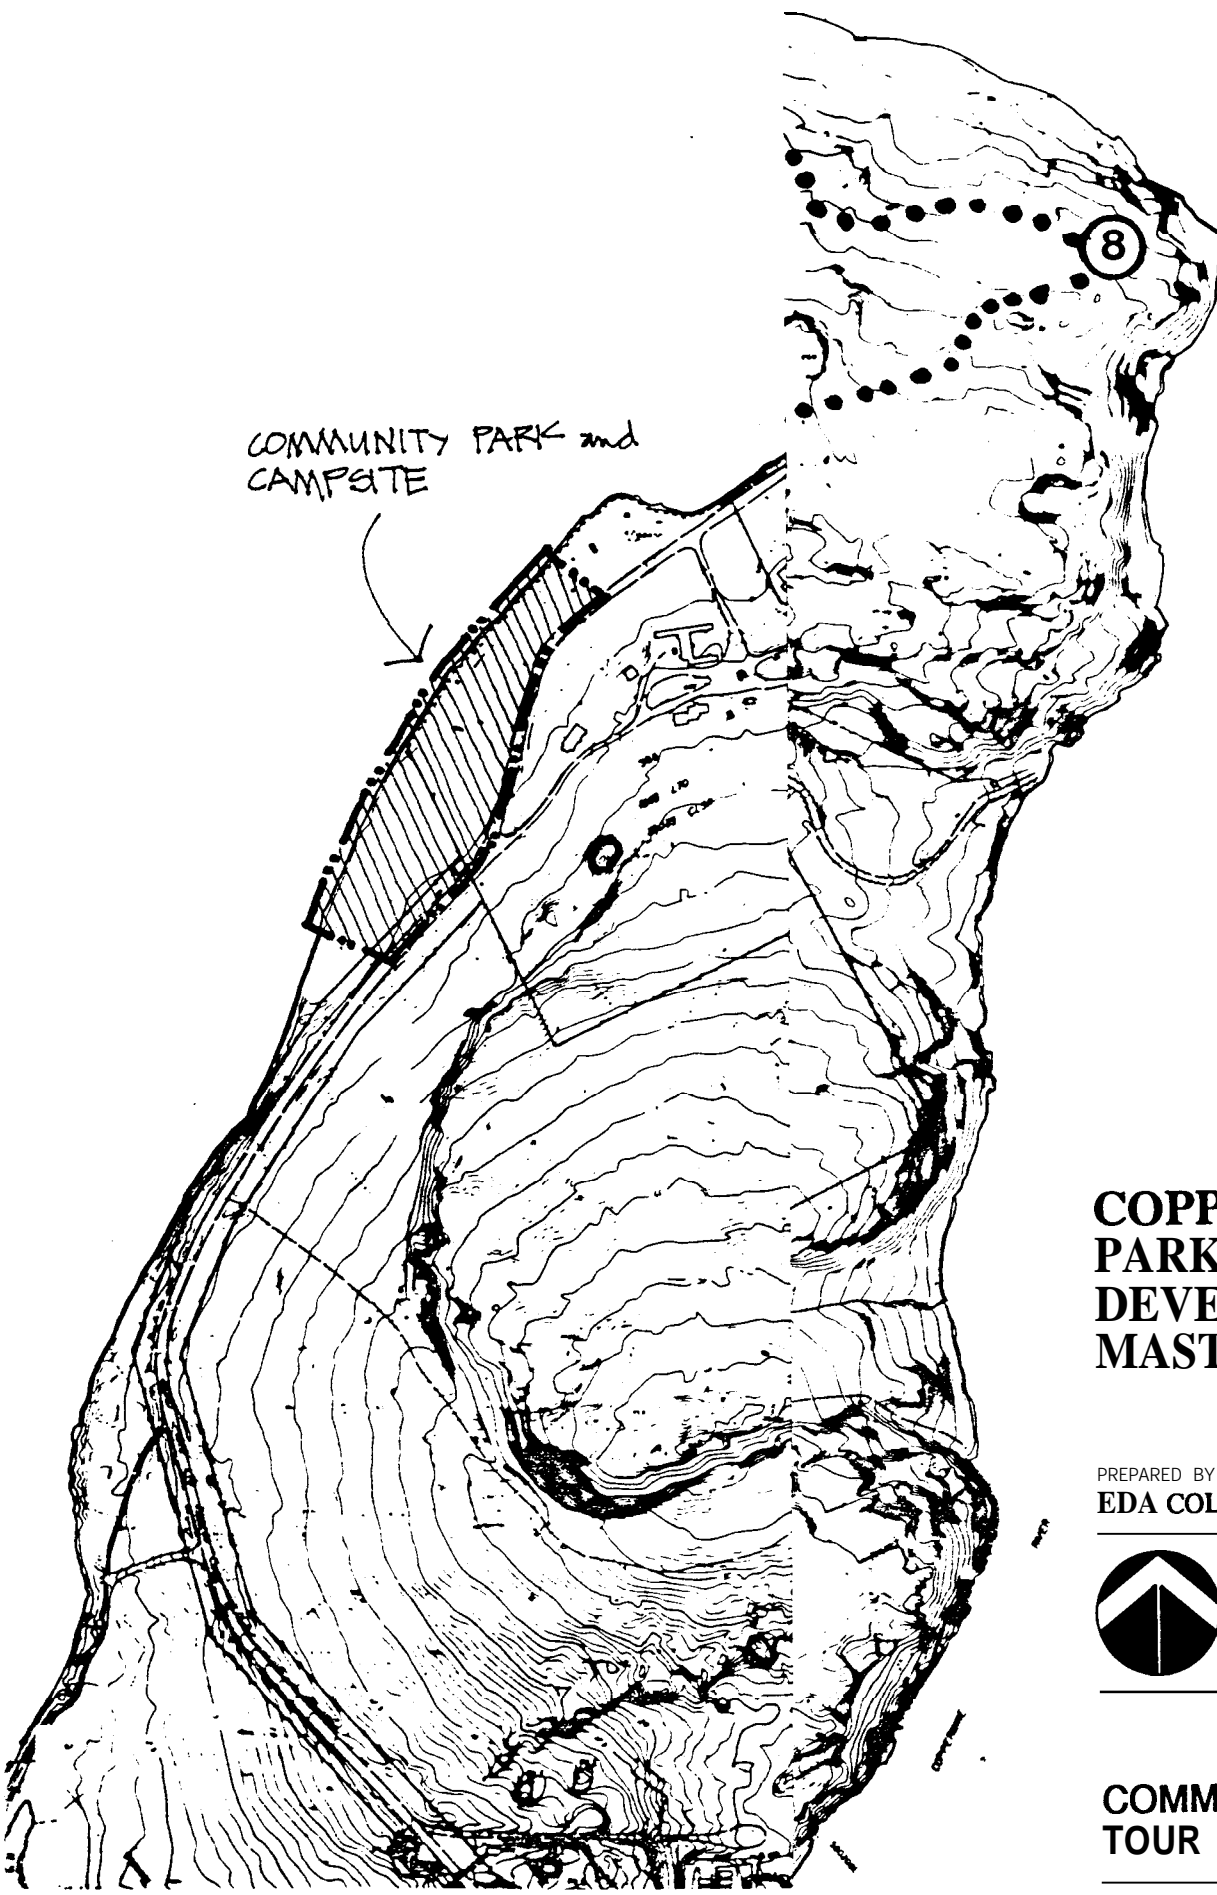 8
COMMUNITY PARK and
CAMPSITE
COPP
PARK
DEVE
MAST
PREPARED BY
EDA COL
COMM
TOUR